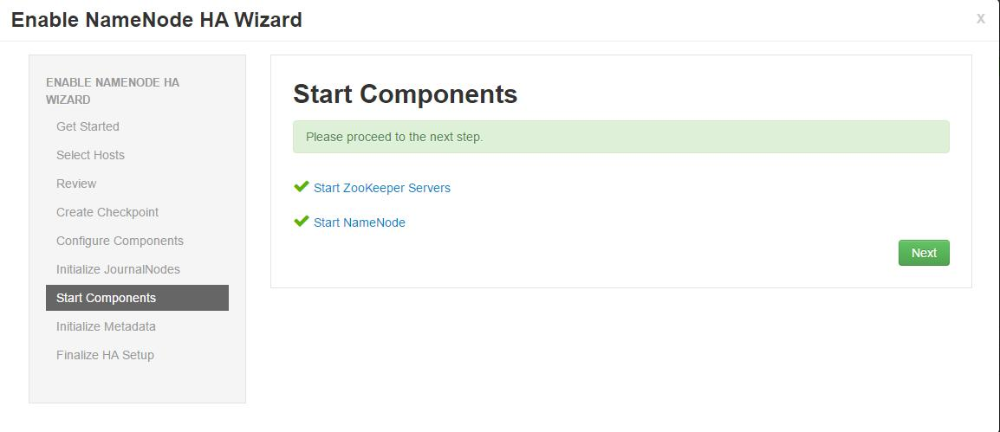 Enable NameNode HA Wizard
x
ENABLE NAMENODE HA
WIZARD
Get Started
Select Hosts
Review
Create Checkpoint
Configure Components
Initialize JournalNodes
Start Components
Initialize Metadata
Finalize HA Setup
Start Components
Please proceed to the next step.
Start ZooKeeper Servers
Start NameNode
Next